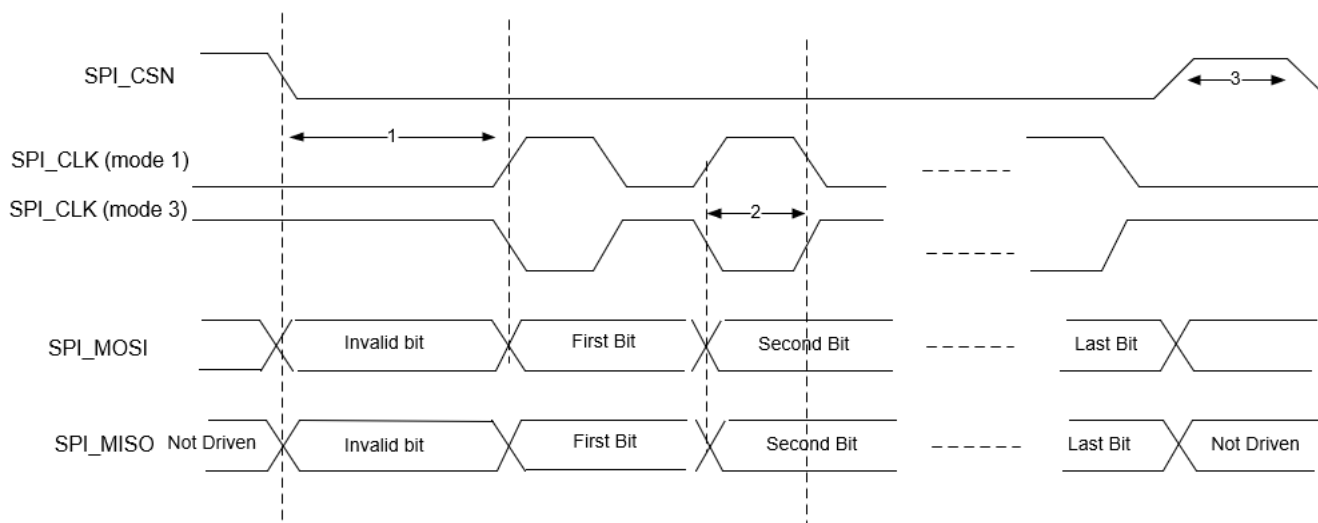 SPI_CSN
3
1
SPI_CLK (mode 1)
SPI_CLK (mode 3)
2
SPI_MOSI
Invalid bit
First Bit
Second Bit
Last Bit
SPI_MISO
Not Driven
Invalid bit
First Bit
Second Bit
Last Bit
Not Driven